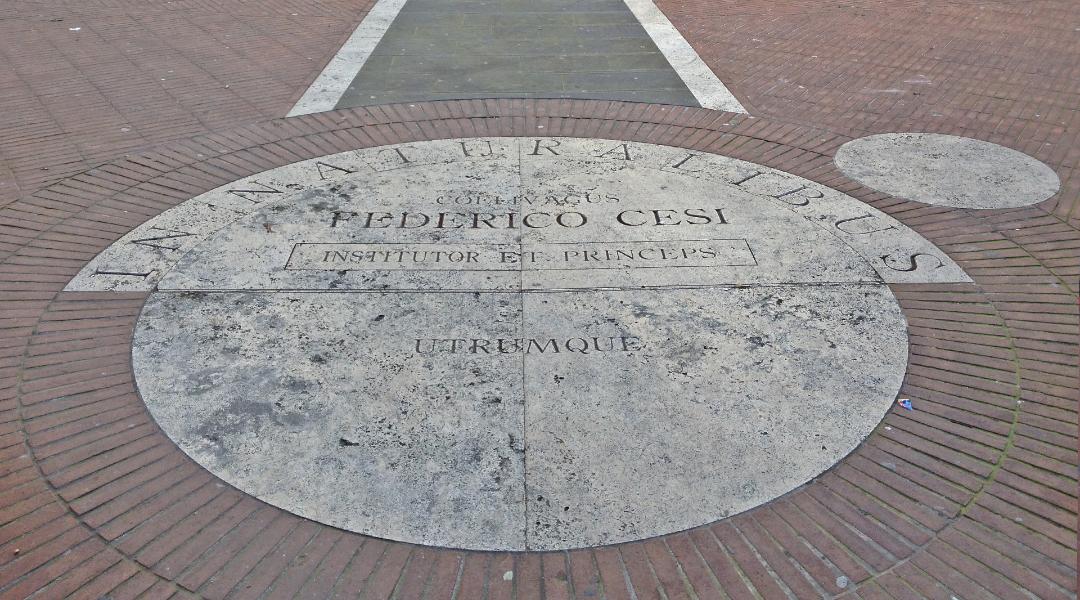 IN NATURALIBUS
COELIVAGUS
FEDERICO CESI
INSTITUTOR ET PRINCEPS
UTRUMQUE